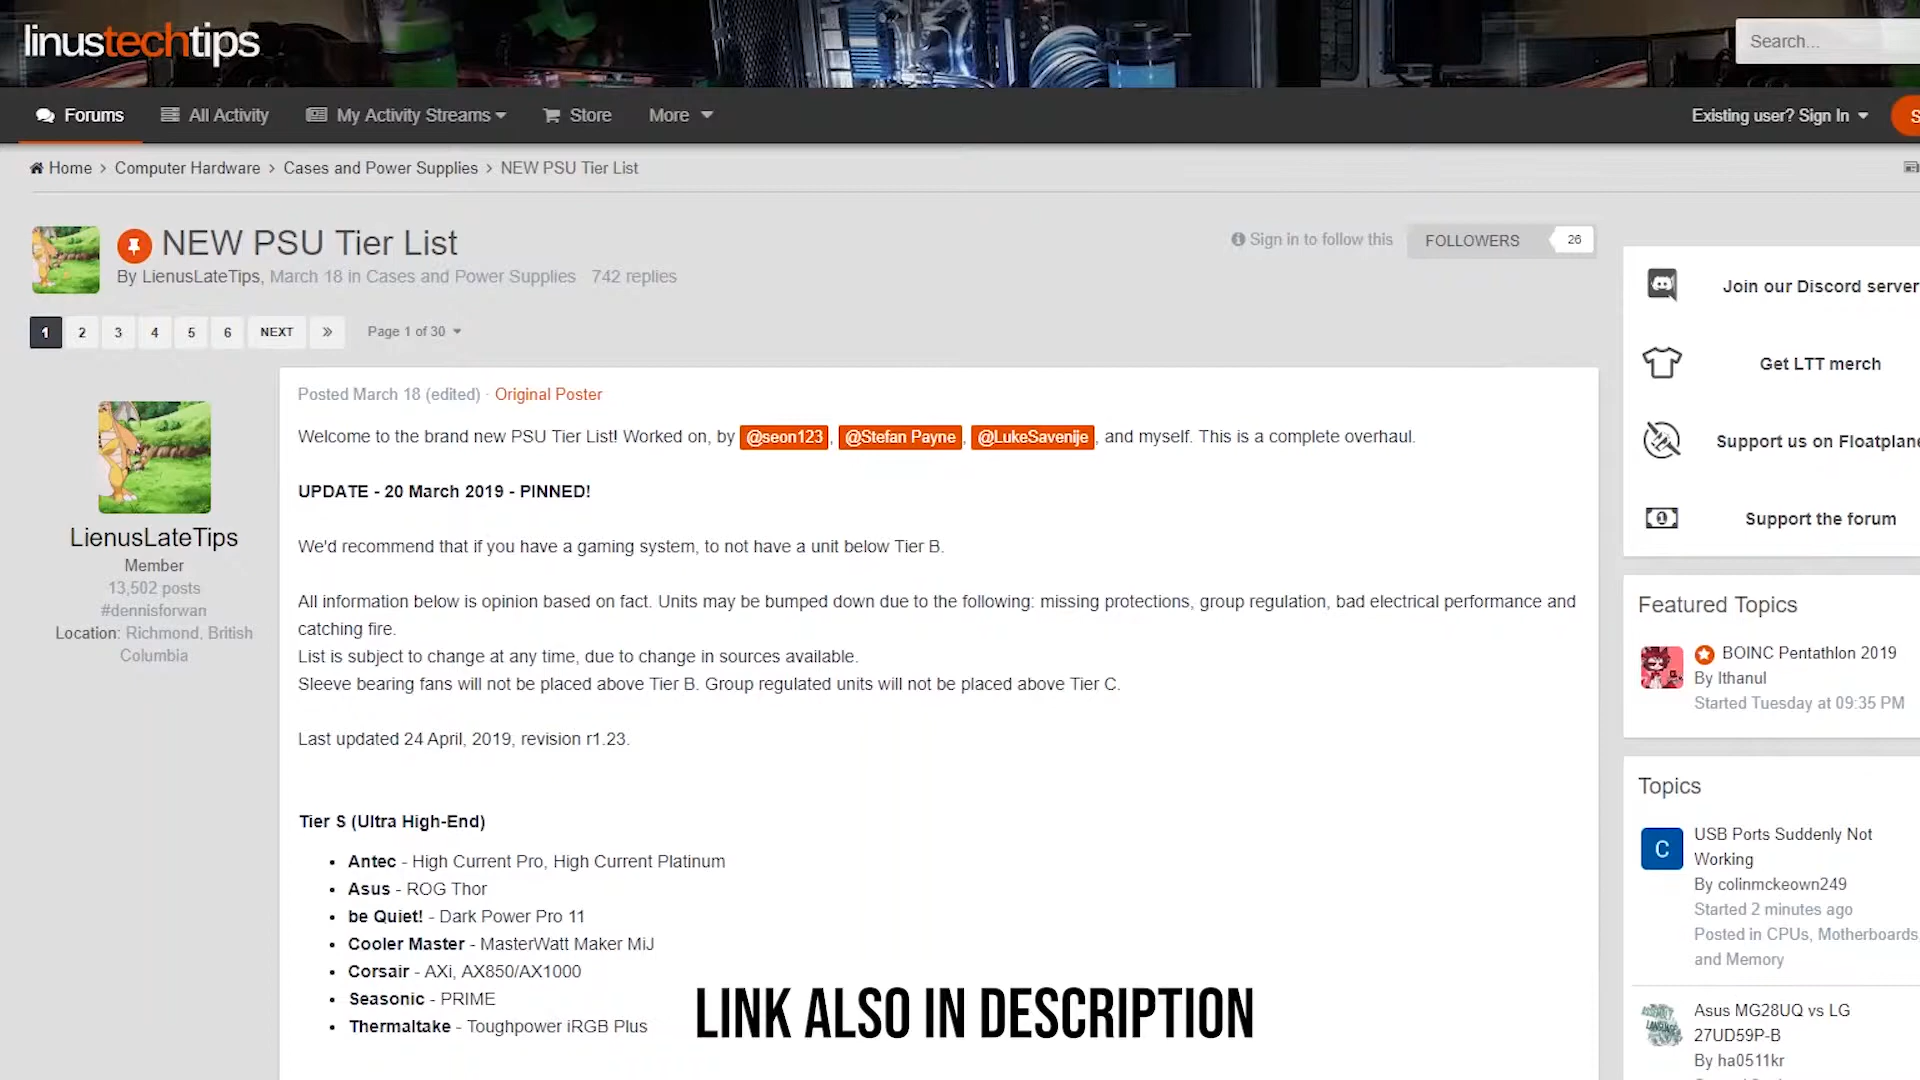 linustechtips
Search...
Forums
All Activity
My Activity Streams
Store
More
Existing user? Sign In
S
Home > Computer Hardware > Cases and Power Supplies > NEW PSU Tier List
NEW PSU Tier List
By LienusLateTips, March 18 in Cases and Power Supplies 742 replies
Sign in to follow this
FOLLOWERS
26
1 2 3 4 5 6 NEXT » Page 1 of 30
LienusLateTips
Member
13,502 posts
#dennisforwan
Location: Richmond, British
Columbia
Posted March 18 (edited) · Original Poster
Welcome to the brand new PSU Tier List! Worked on, by @seon123, @Stefan Payne, @LukeSavenije, and myself. This is a complete overhaul.
UPDATE - 20 March 2019 - PINNED!
We'd recommend that if you have a gaming system, to not have a unit below Tier B.
All information below is opinion based on fact. Units may be bumped down due to the following: missing protections, group regulation, bad electrical performance and
catching fire.
List is subject to change at any time, due to change in sources available.
Sleeve bearing fans will not be placed above Tier B. Group regulated units will not be placed above Tier C.
Last updated 24 April, 2019, revision r1.23.
Tier S (Ultra High-End)
• Antec - High Current Pro, High Current Platinum
• Asus - ROG Thor
• be Quiet! - Dark Power Pro 11
• Cooler Master - MasterWatt Maker MiJ
• Corsair - AXi, AX850/AX1000
• Seasonic - PRIME
• Thermaltake - Toughpower iRGB Plus
LINK ALSO IN DESCRIPTION
Join our Discord server
Get LTT merch
Support us on Floatplane
Support the forum
Featured Topics
BOINC Pentathlon 2019
By Ithanul
Started Tuesday at 09:35 PM
Topics
C
USB Ports Suddenly Not
Working
By colinmckeown249
Started 2 minutes ago
Posted in CPUs, Motherboards
and Memory
Asus MG28UQ vs LG
27UD59P-B
By ha0511kr